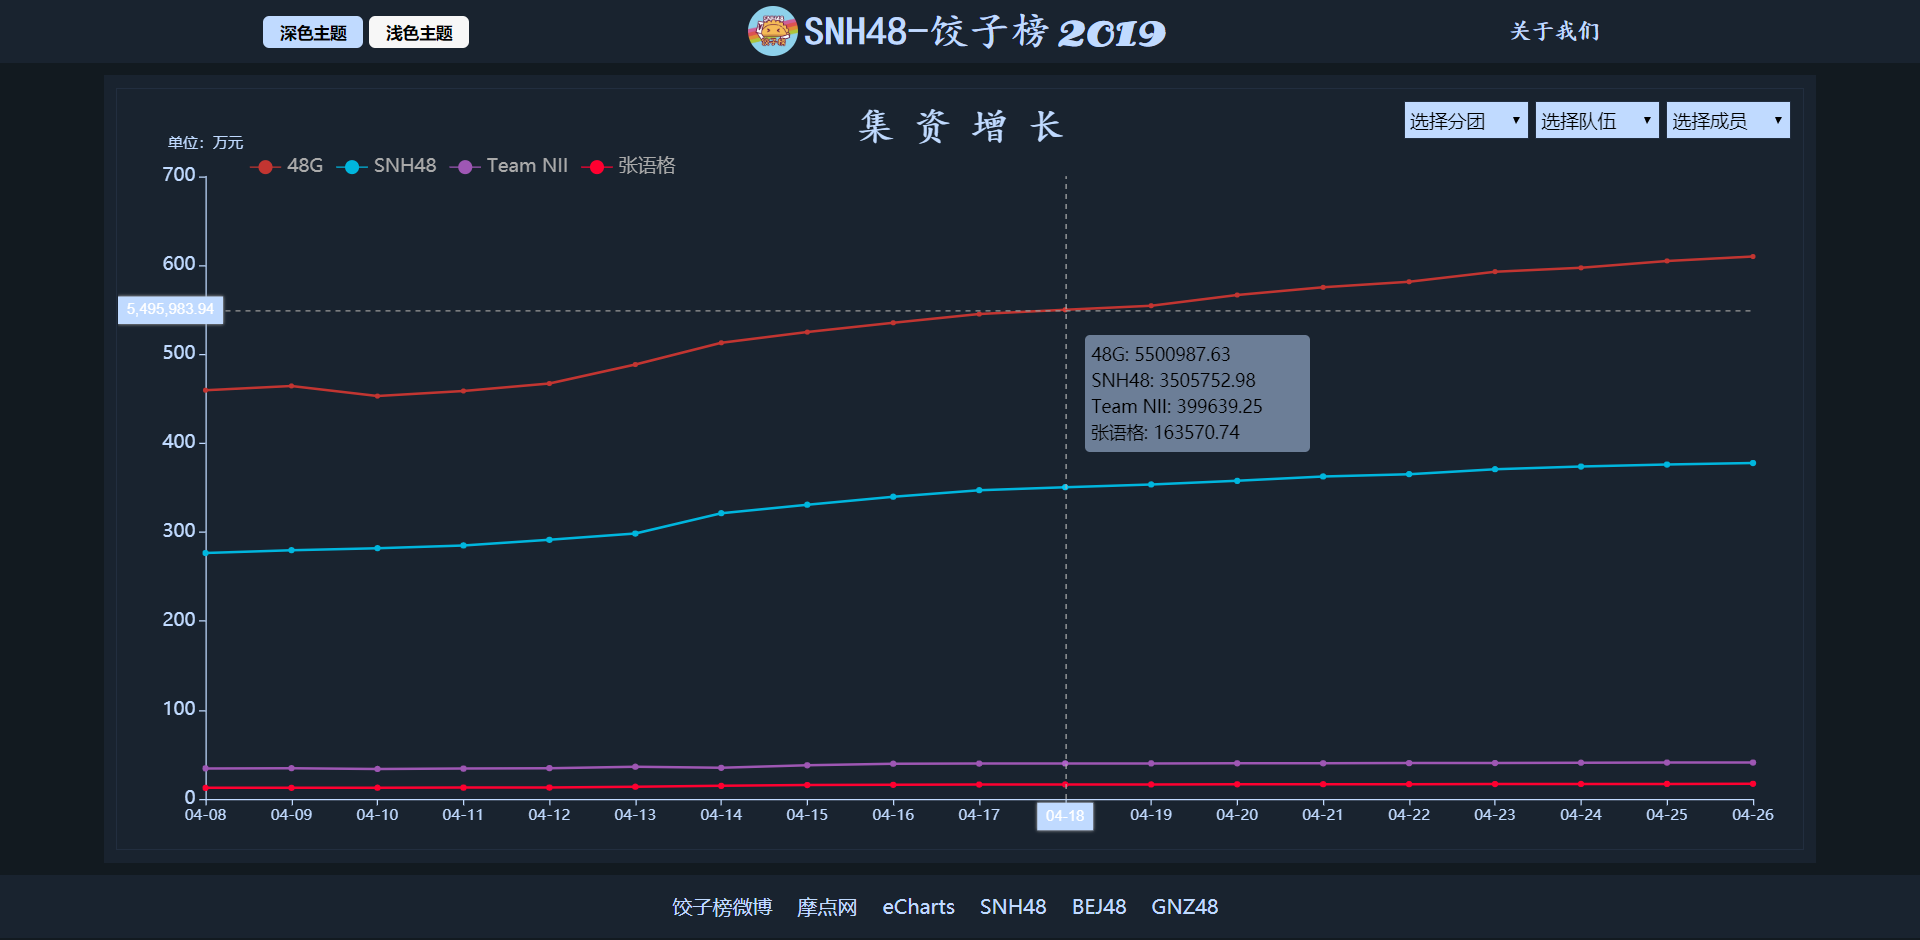 深色主题 浅色主题 SNH48-饺子榜 2019 关于我们
集资增长
选择分团 选择队伍 选择成员
单位：万元
48G SNH48 Team NII 张语格
700
600
5,495,983.94
500
48G: 5500987.63
SNH48: 3505752.98
Team NII: 399639.25
张语格: 163570.74
400
300
200
100
0
04-08 04-09 04-10 04-11 04-12 04-13 04-14 04-15 04-16 04-17 04-18 04-19 04-20 04-21 04-22 04-23 04-24 04-25 04-26
饺子榜微博 摩点网 eCharts SNH48 BEJ48 GNZ48